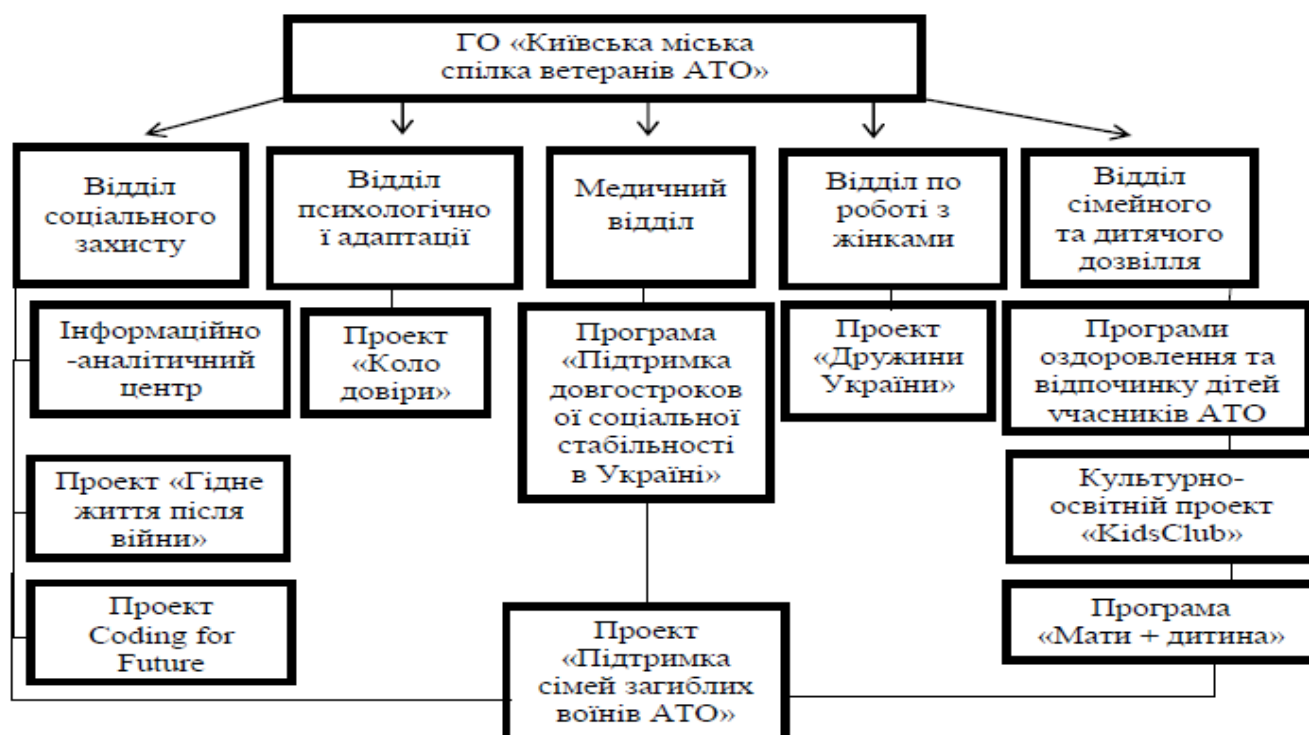 ГО «Київська міська
спілка ветеранів АТО»
Відділ
соціального
захисту
Відділ
психологічно
ї адаптації
Медичний
відділ
Відділ по
роботі з
жінками
Відділ
сімейного
та дитячого
дозвілля
Інформаційно
-аналітичний
центр
Проект
«Коло
довіри»
Програма
«Підтримка
довгостроков
ої соціальної
стабільності
в Україні»
Проект
«Дружини
України»
Програми
оздоровлення та
відпочинку дітей
учасників АТО
Проект «Гідне
життя після
війни»
Культурно-
освітній проект
«KidsClub»
Проект
Coding for
Future
Проект
«Підтримка
сімей загиблих
воїнів АТО»
Програма
«Мати + дитина»